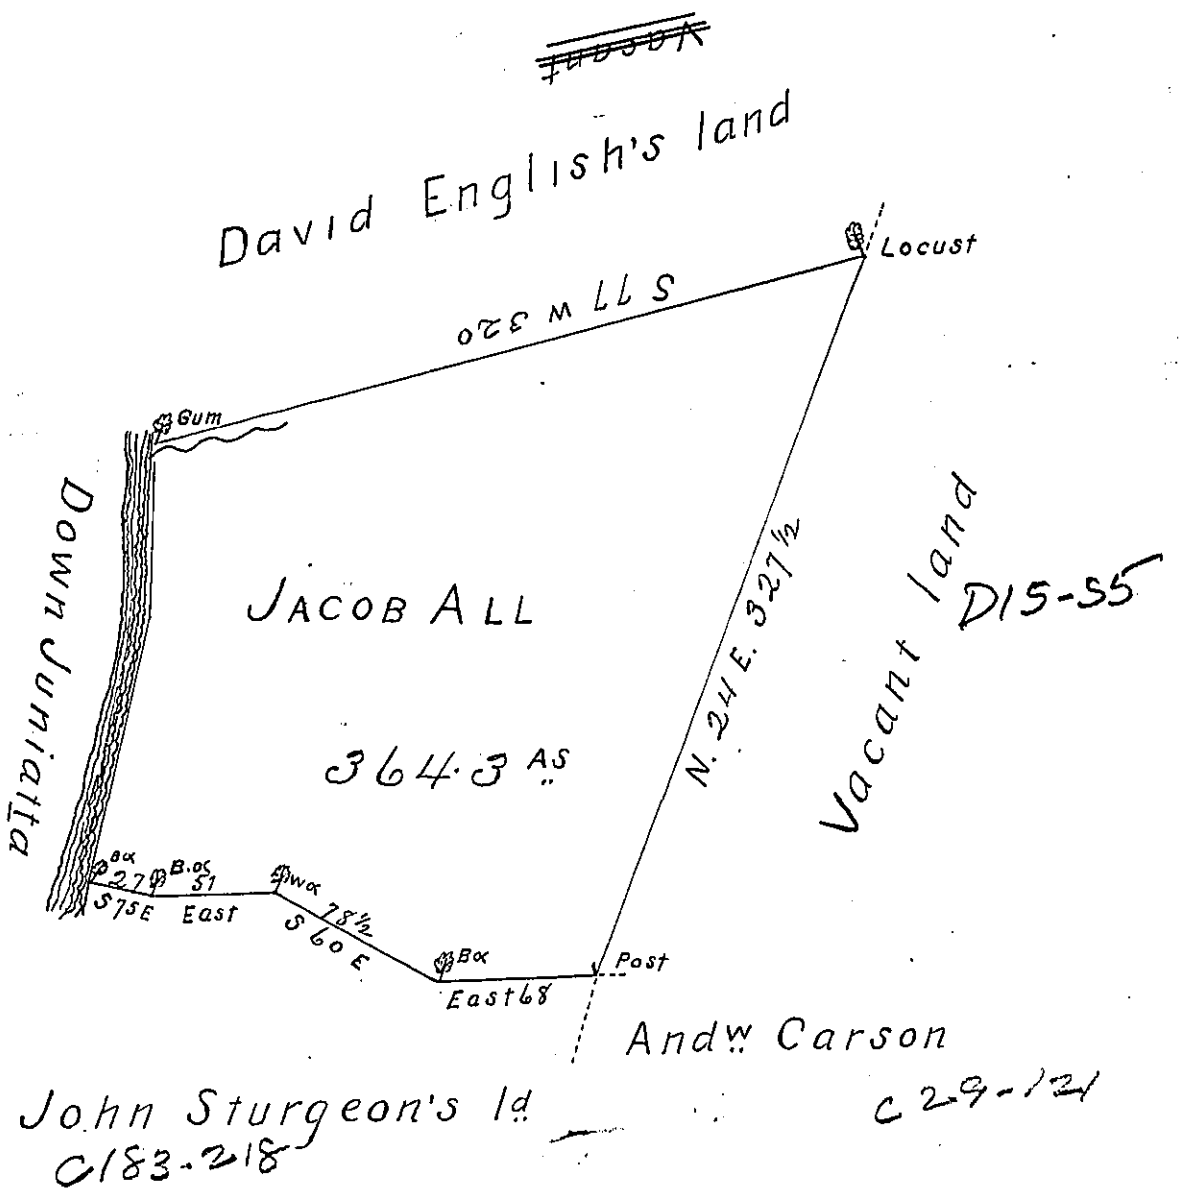 Vacant
David English's land
Locust
S 77 W 320
Gum
Down Juniatta
JACOB ALL
364.3 As
N. 24 E. 327½
Vacant land
D15-55
BO
27
S75E
B.O.
51
East
WO
78½
S 60 E
BO
East 68
Post
Andw. Carson
C29-121
John Sturgeon's ld.
C183-218